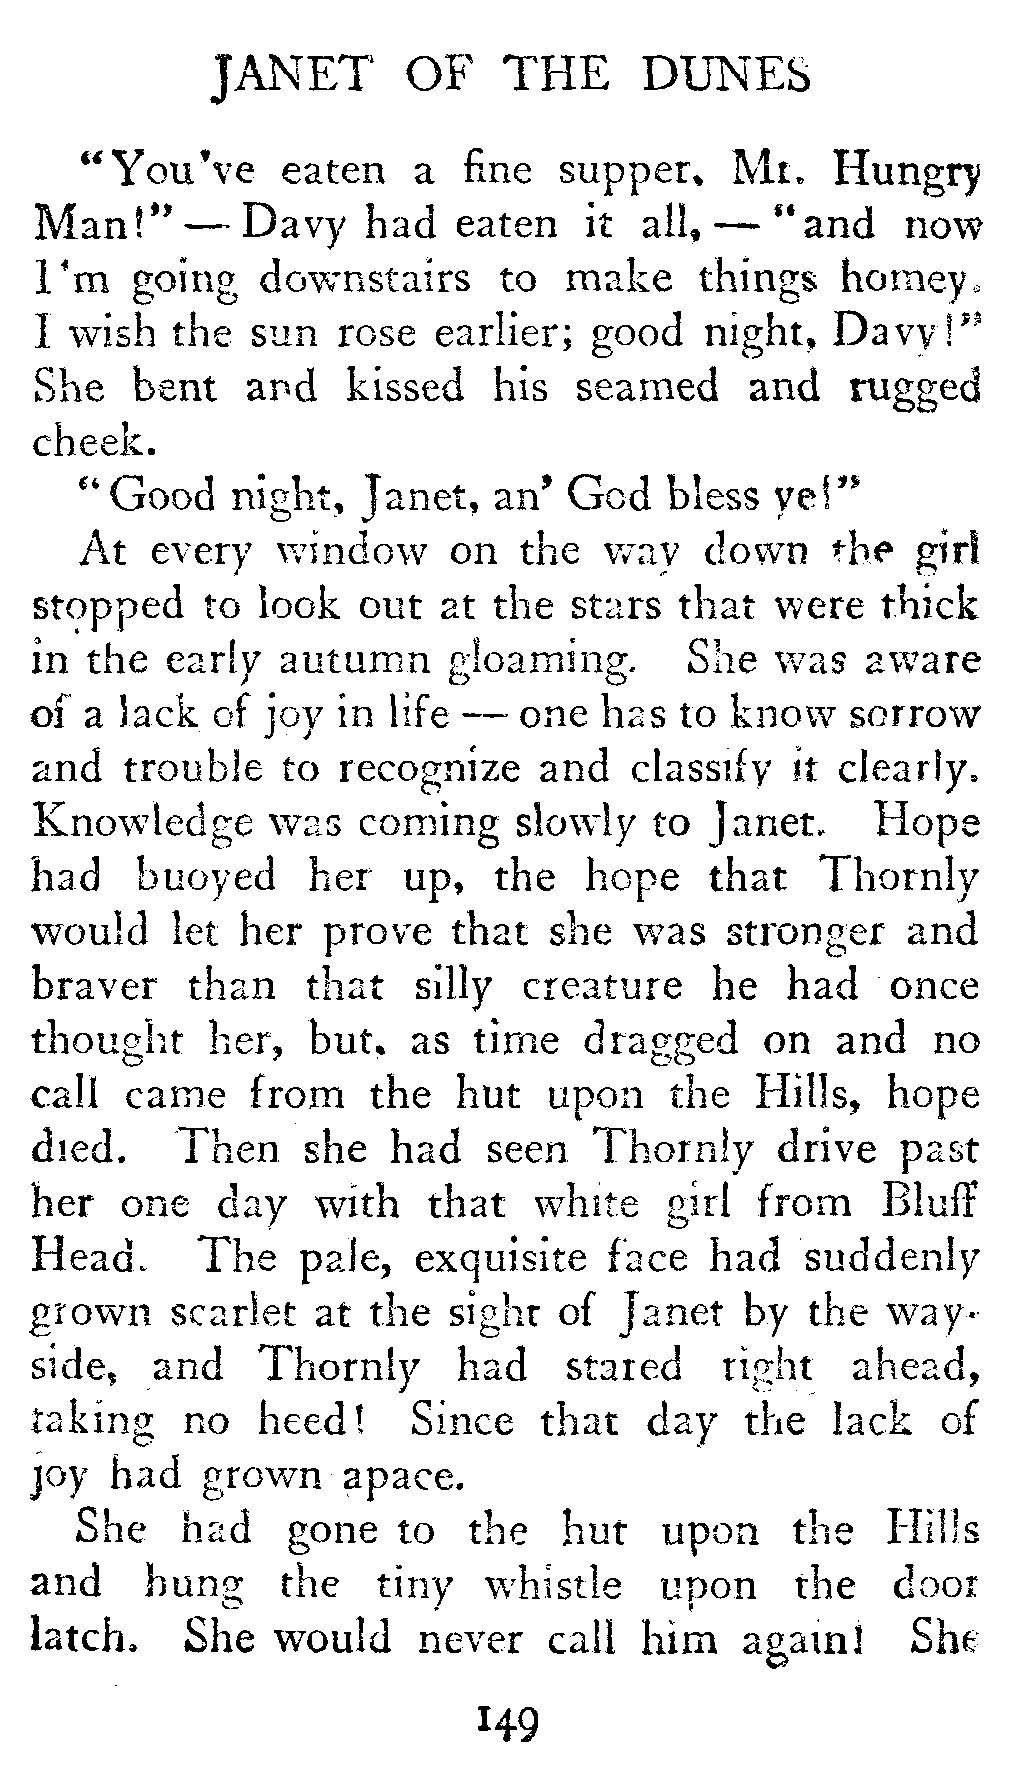 JANET OF THE DUNES
"You've eaten a fine supper, Mr. Hungry
Man!" — Davy had eaten it all, — "and now
I'm going downstairs to make things homey.
I wish the sun rose earlier; good night, Davy!"
She bent and kissed his seamed and rugged
cheek.
"Good night, Janet, an' God bless ye!"
At every window on the way down the girl
stopped to look out at the stars that were thick
in the early autumn gloaming. She was aware
of a lack of joy in life — one has to know sorrow
and trouble to recognize and classify it clearly.
Knowledge was coming slowly to Janet. Hope
had buoyed her up, the hope that Thornly
would let her prove that she was stronger and
braver than that silly creature he had once
thought her, but, as time dragged on and no
call came from the hut upon the Hills, hope
died. Then she had seen Thornly drive past
her one day with that white girl from Bluff
Head. The pale, exquisite face had suddenly
grown scarlet at the sight of Janet by the way-
side, and Thornly had stared right ahead,
taking no heed! Since that day the lack of
joy had grown apace.
She had gone to the hut upon the Hills
and hung the tiny whistle upon the door
latch. She would never call him again! She
149